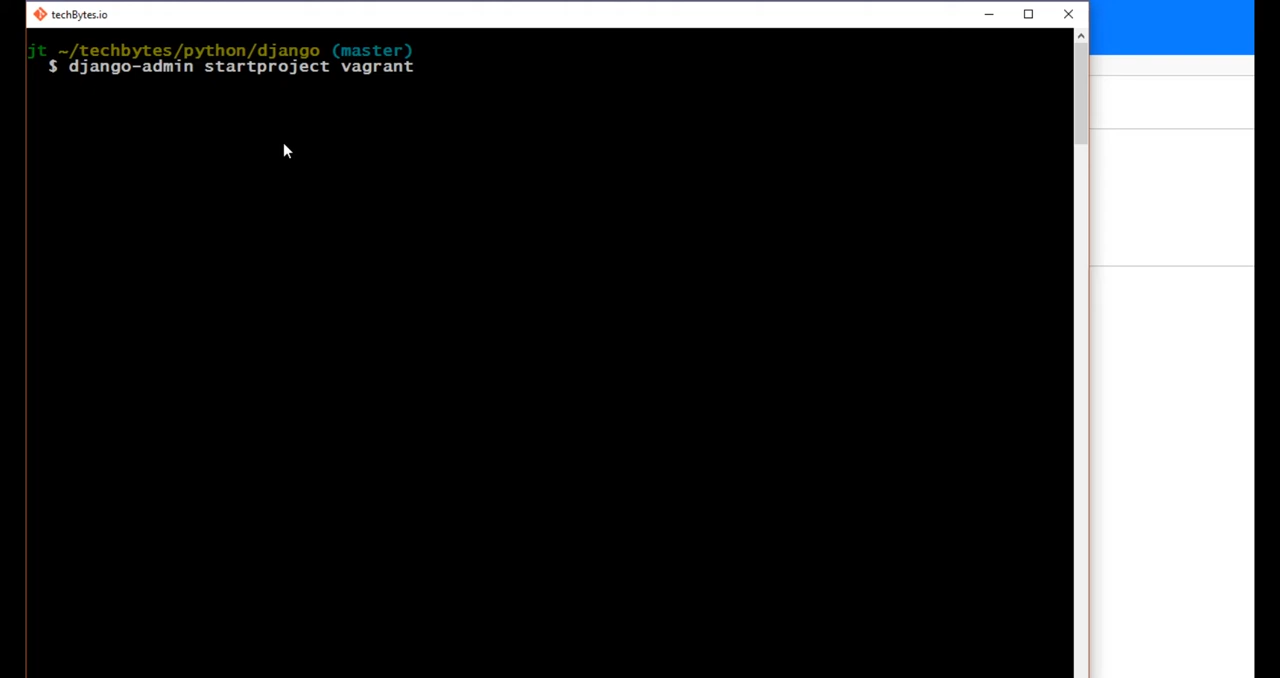 techBytes.io
jt ~/techbytes/python/django (master)
$ django-admin startproject vagrant